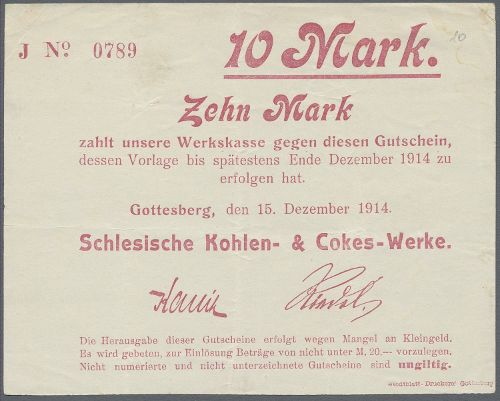 J No. 0789
10 Mark.
10
Zehn Mark
zahlt unsere Werkskasse gegen diesen Gutschein,
dessen Vorlage bis spätestens Ende Dezember 1914 zu
erfolgen hat.
Gottesberg, den 15. Dezember 1914.
Schlesische Kohlen- & Cokes-Werke.
Die Herausgabe dieser Gutscheine erfolgt wegen Mangel an Kleingeld.
Es wird gebeten, zur Einlösung Beträge von nicht unter M. 20.— vorzulegen.
Nicht numerierte und nicht unterzeichnete Gutscheine sind ungiltig.
Druckerei Gottesberg